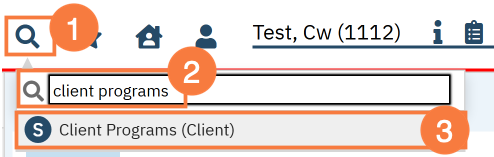 1
Test, Cw (1112)
2
client programs
S Client Programs (Client)
3